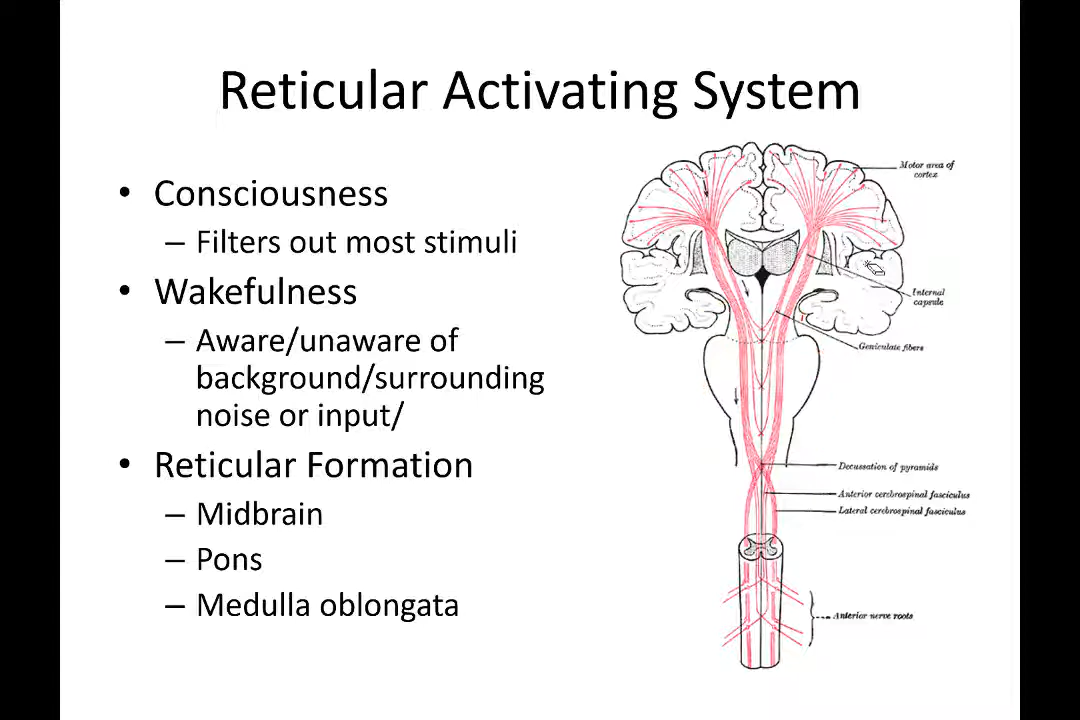 Reticular Activating System
• Consciousness
– Filters out most stimuli
• Wakefulness
– Aware/unaware of
background/surrounding
noise or input/
• Reticular Formation
– Midbrain
– Pons
– Medulla oblongata
Motor area of
cortex
Internal
capsule
Geniculate fibers
Decussation of pyramids
Anterior cerebrospinal fasciculus
Lateral cerebrospinal fasciculus
Anterior nerve roots